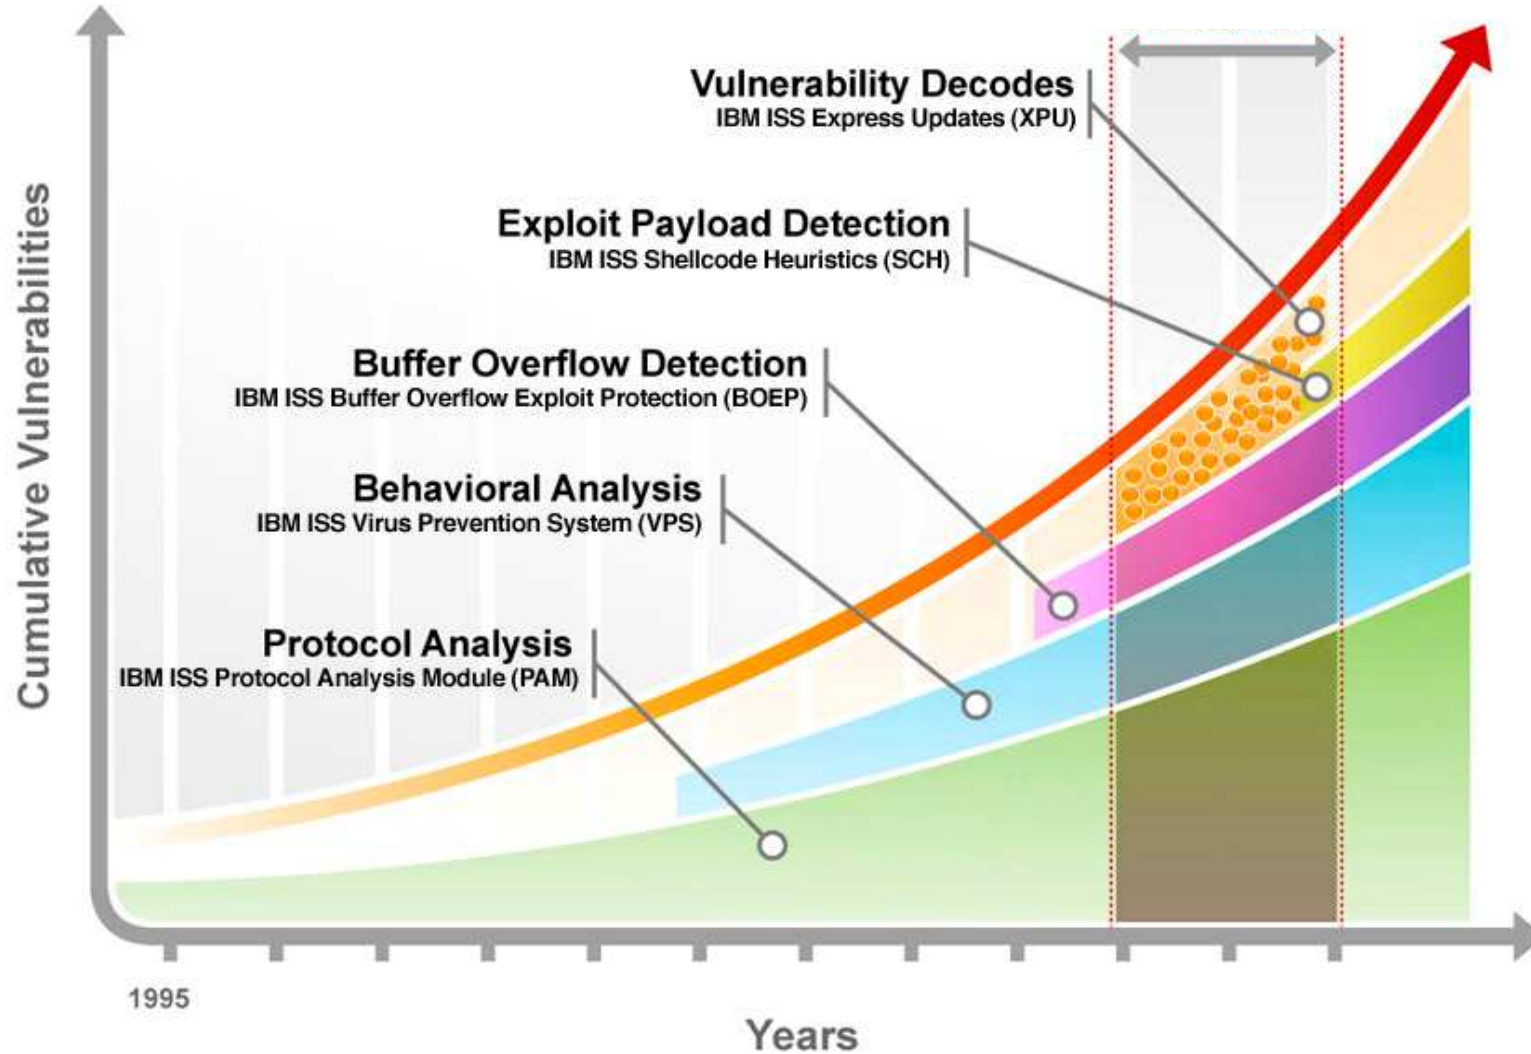 Vulnerability Decodes
IBM ISS Express Updates (XPU)
Exploit Payload Detection
IBM ISS Shellcode Heuristics (SCH)
Buffer Overflow Detection
IBM ISS Buffer Overflow Exploit Protection (BOEP)
Behavioral Analysis
IBM ISS Virus Prevention System (VPS)
Protocol Analysis
IBM ISS Protocol Analysis Module (PAM)
Cumulative Vulnerabilities
1995
Years